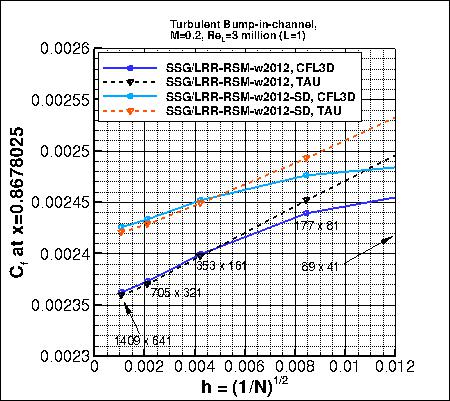 Turbulent Bump-in-channel,
M=0.2, Re_L=3 million (L=1)
0.0026
0.00255
0.0025
0.00245
0.0024
0.00235
0.0023
C_f, at x=0.8678025
SSG/LRR-RSM-w2012, CFL3D
SSG/LRR-RSM-w2012, TAU
SSG/LRR-RSM-w2012-SD, CFL3D
SSG/LRR-RSM-w2012-SD, TAU
177 x 81
353 x 161
89 x 41
705 x 321
1409 x 641
0 0.002 0.004 0.006 0.008 0.01 0.012
h = (1/N)^1/2